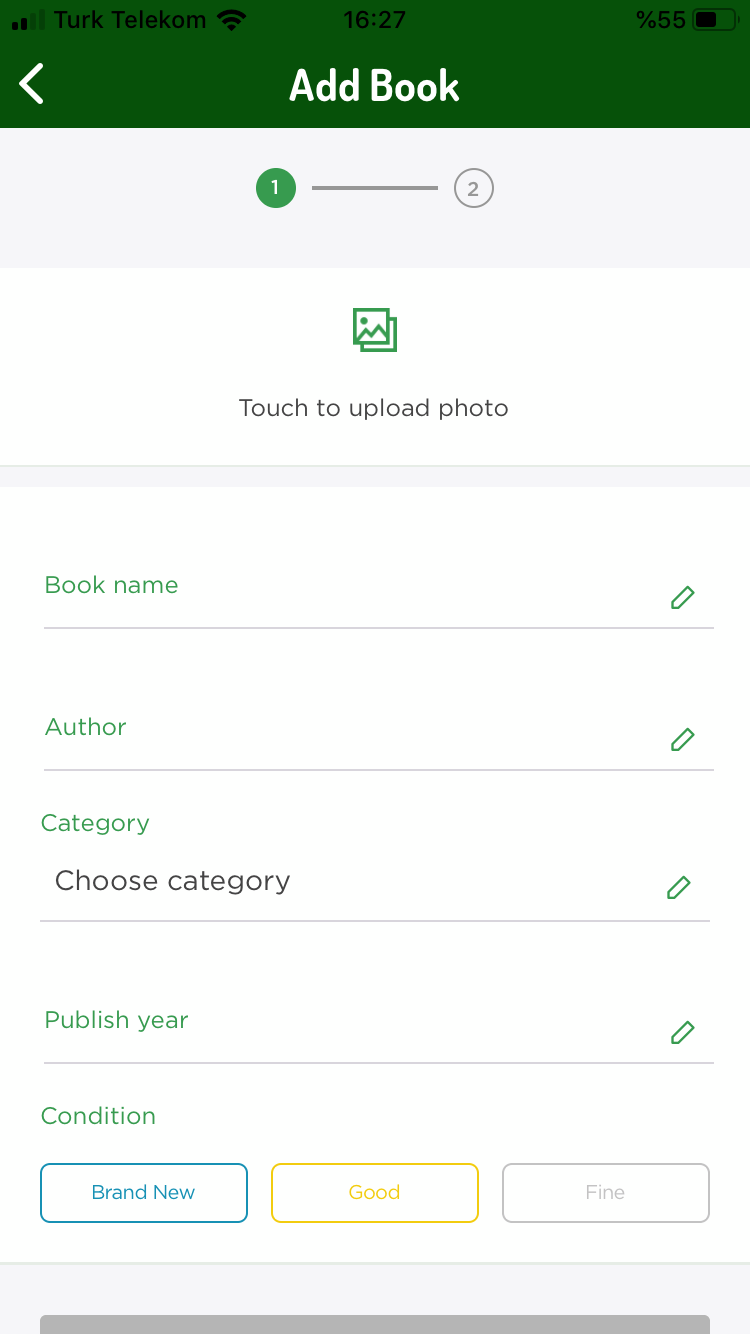 Turk Telekom 16:27 %55
Add Book
1 2
Touch to upload photo
Book name
Author
Category
Choose category
Publish year
Condition
Brand New Good Fine